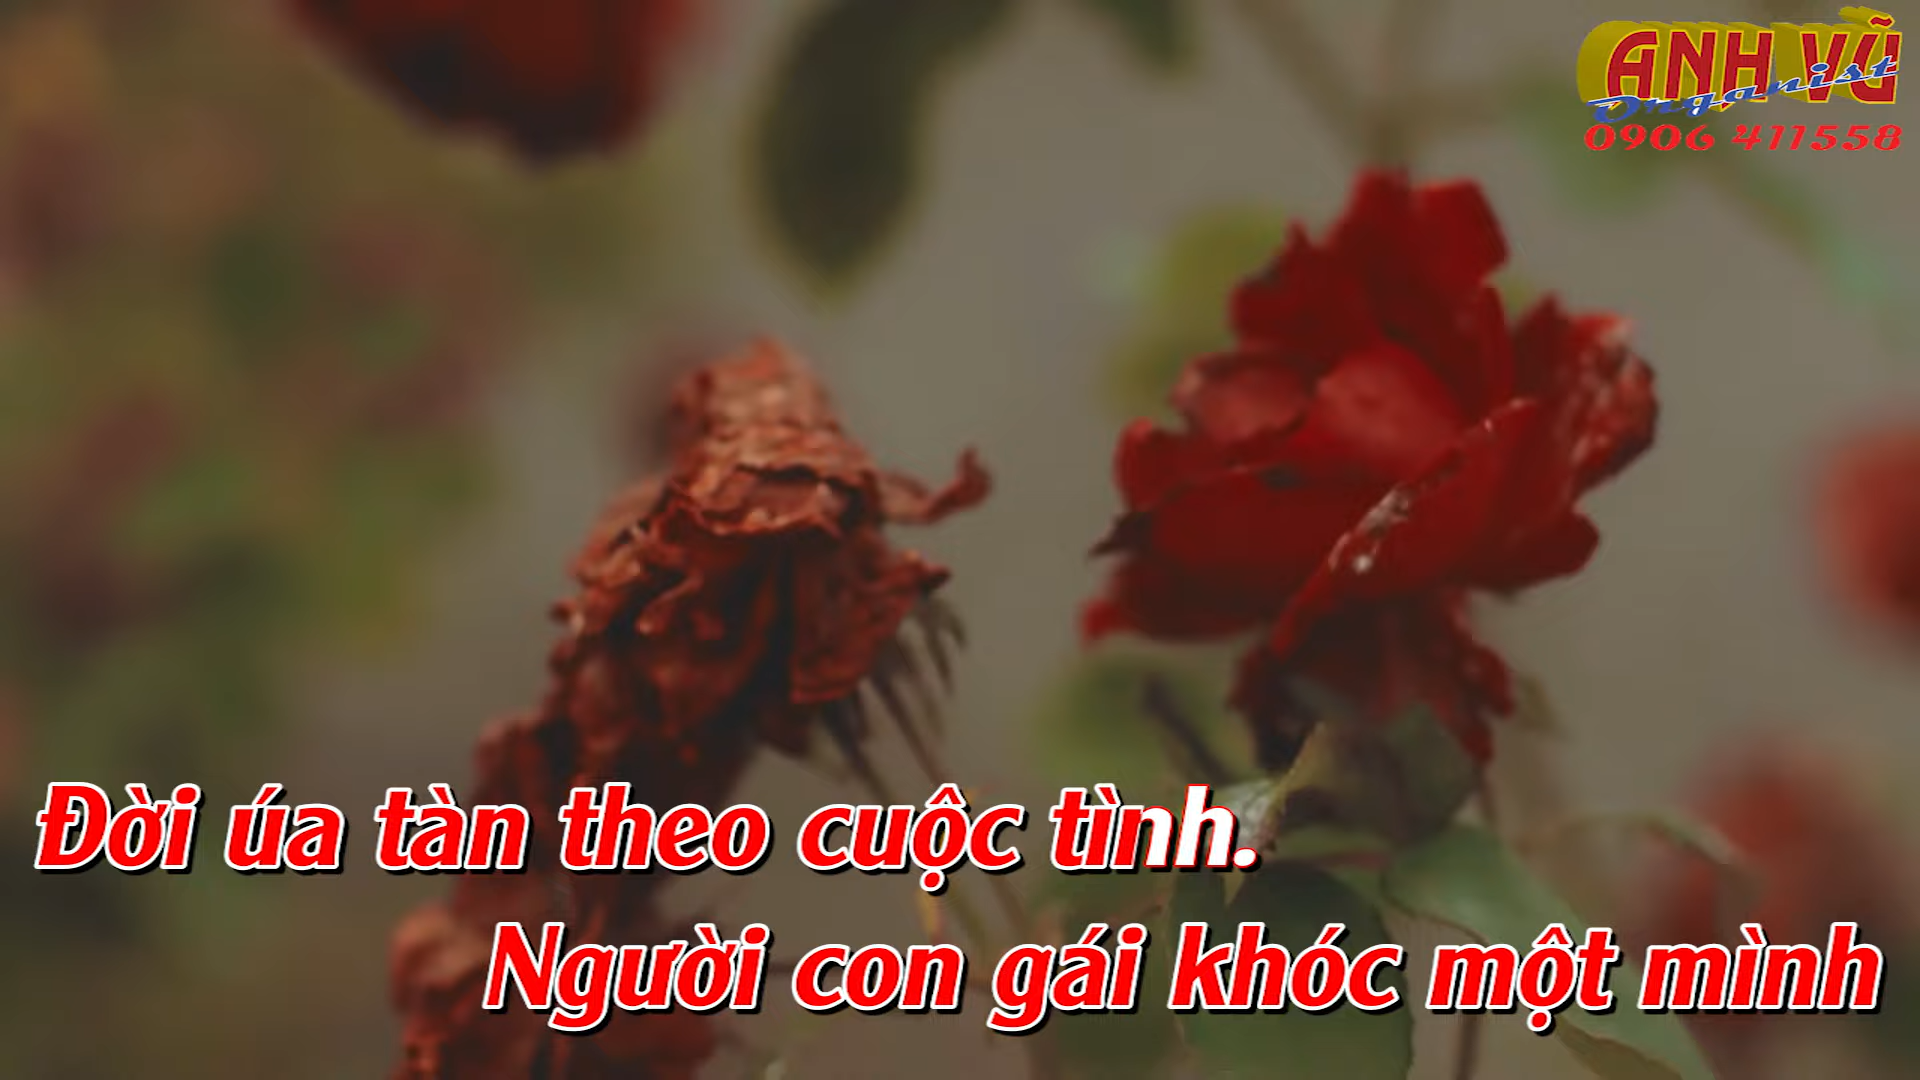 ANH VŨ
Organist
0906 411558
Đời úa tàn theo cuộc tình.
Người con gái khóc một mình